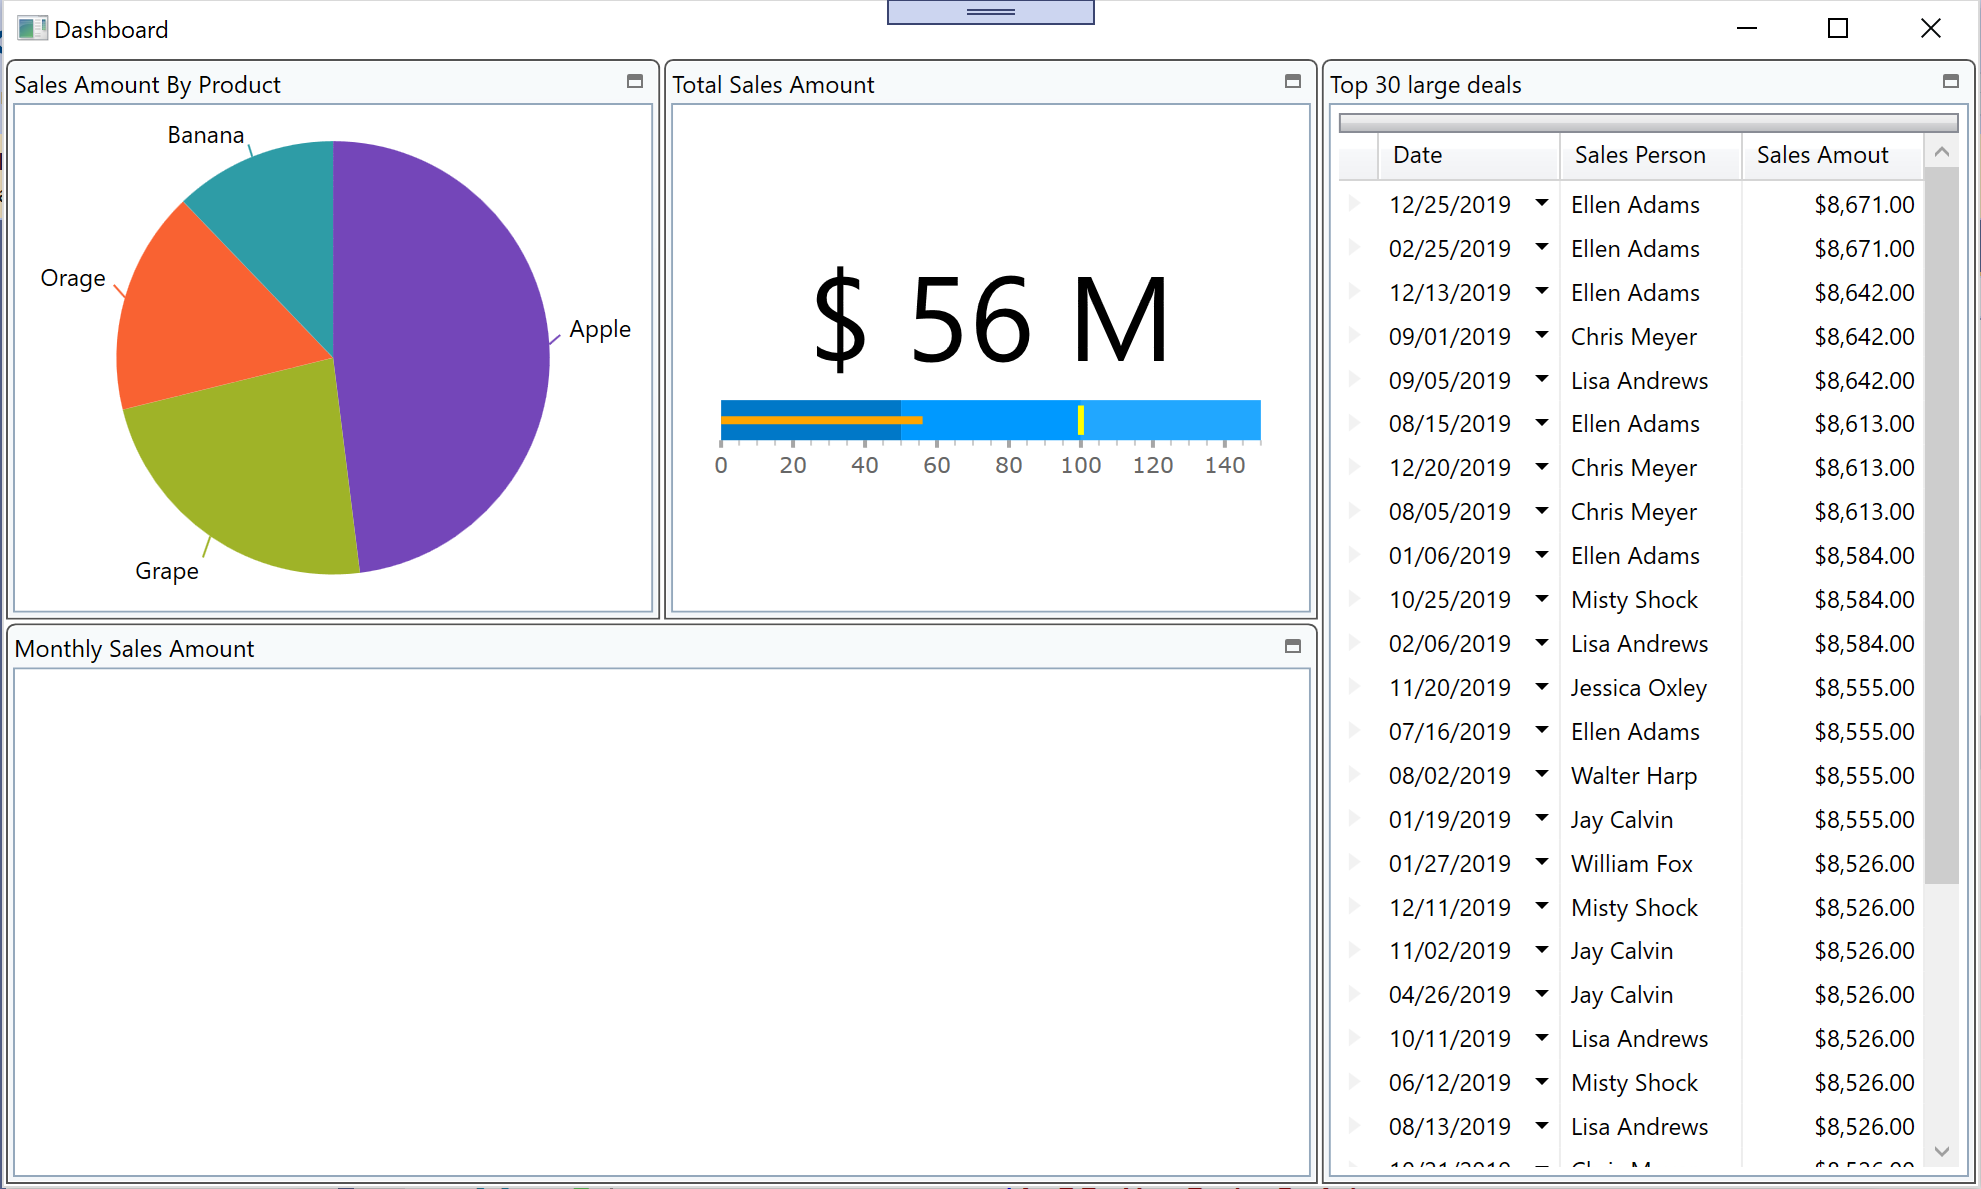 Dashboard
Sales Amount By Product
Banana
Orage
Apple
Grape
Total Sales Amount
$ 56 M
0 20 40 60 80 100 120 140
Monthly Sales Amount
Top 30 large deals
Date Sales Person Sales Amout
12/25/2019 Ellen Adams $8,671.00
02/25/2019 Ellen Adams $8,671.00
12/13/2019 Ellen Adams $8,642.00
09/01/2019 Chris Meyer $8,642.00
09/05/2019 Lisa Andrews $8,642.00
08/15/2019 Ellen Adams $8,613.00
12/20/2019 Chris Meyer $8,613.00
08/05/2019 Chris Meyer $8,613.00
01/06/2019 Ellen Adams $8,584.00
10/25/2019 Misty Shock $8,584.00
02/06/2019 Lisa Andrews $8,584.00
11/20/2019 Jessica Oxley $8,555.00
07/16/2019 Ellen Adams $8,555.00
08/02/2019 Walter Harp $8,555.00
01/19/2019 Jay Calvin $8,555.00
01/27/2019 William Fox $8,526.00
12/11/2019 Misty Shock $8,526.00
11/02/2019 Jay Calvin $8,526.00
04/26/2019 Jay Calvin $8,526.00
10/11/2019 Lisa Andrews $8,526.00
06/12/2019 Misty Shock $8,526.00
08/13/2019 Lisa Andrews $8,526.00